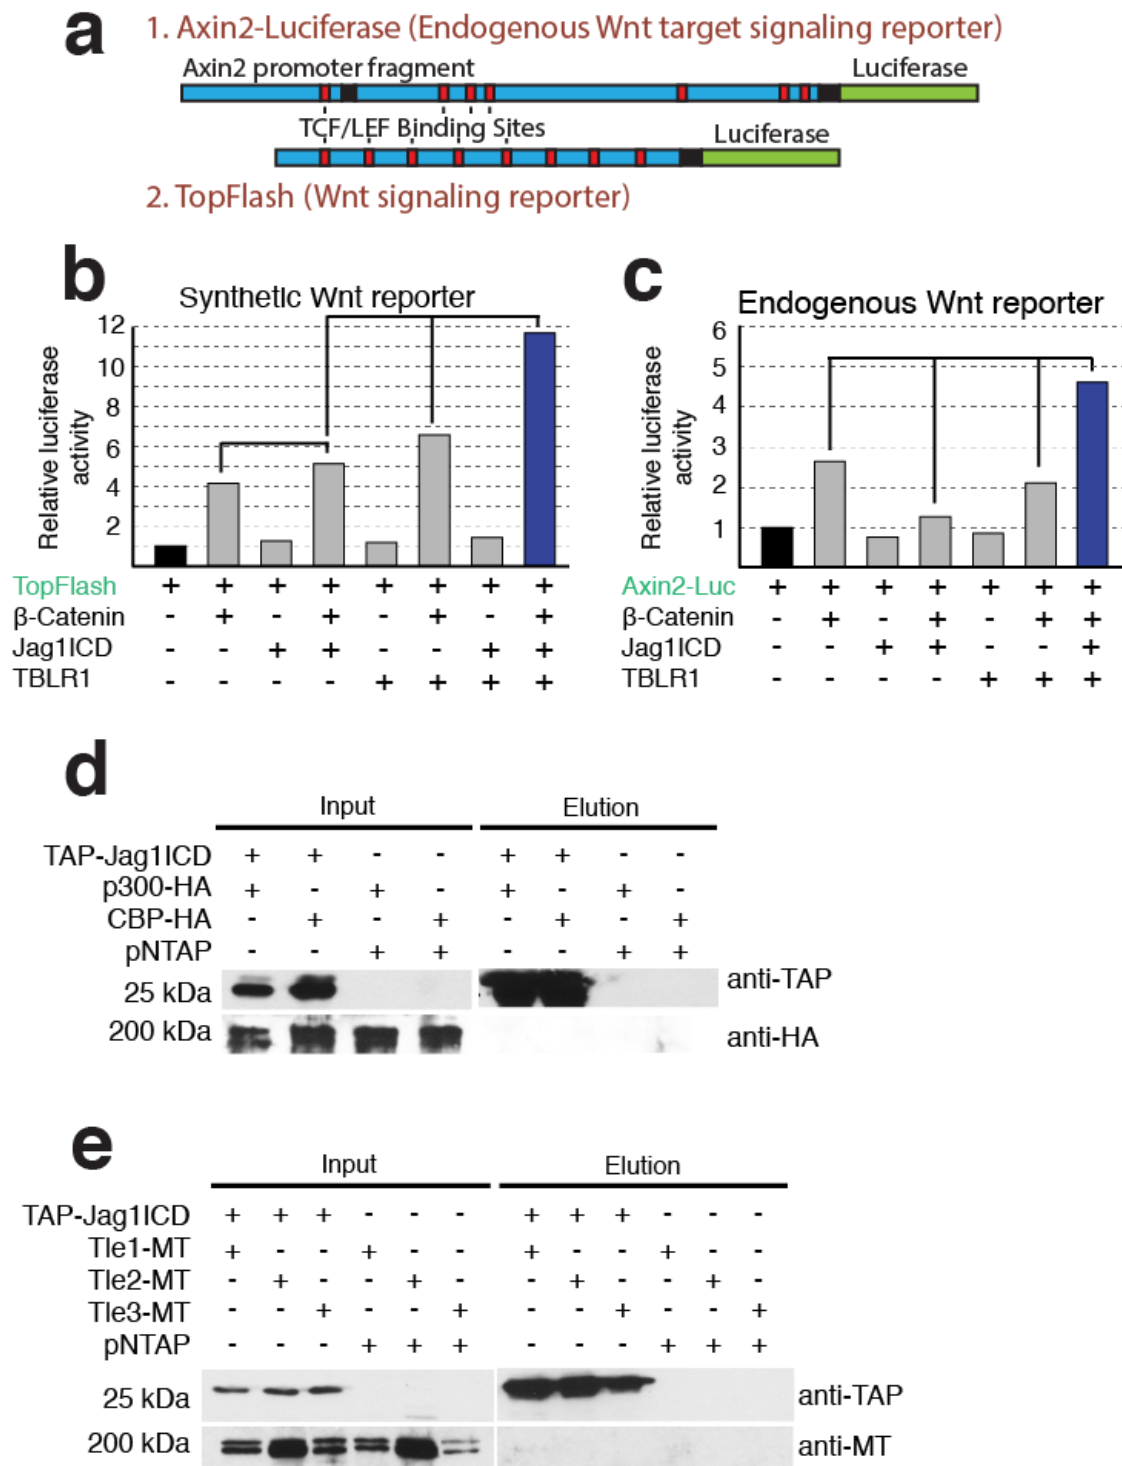 a
1. Axin2-Luciferase (Endogenous Wnt target signaling reporter)
Axin2 promoter fragment
Luciferase
TCF/LEF Binding Sites
Luciferase
2. TopFlash (Wnt signaling reporter)
b
Synthetic Wnt reporter
Relative luciferase
activity
12
10
8
6
4
2
TopFlash + + + + + + + +
β-Catenin - + - + - + - +
Jag1ICD - - + + - - + +
TBLR1 - - - - + + + +
c
Endogenous Wnt reporter
Relative luciferase
activity
6
5
4
3
2
1
Axin2-Luc + + + + + + +
β-Catenin - + - + - + +
Jag1ICD - - + + - - +
TBLR1 - - - - + + +
d
Input Elution
TAP-Jag1ICD + + - - + + - -
p300-HA + - + - + - + -
CBP-HA - + - + - + - +
pNTAP - - + + - - + +
25 kDa anti-TAP
200 kDa anti-HA
e
Input Elution
TAP-Jag1ICD + + + - - - + + + - - -
Tle1-MT + - - + - - + - - + - -
Tle2-MT - + - - + - - + - - + -
Tle3-MT - - + - - + - - + - - +
pNTAP - - - + + + - - - + + +
25 kDa anti-TAP
200 kDa anti-MT